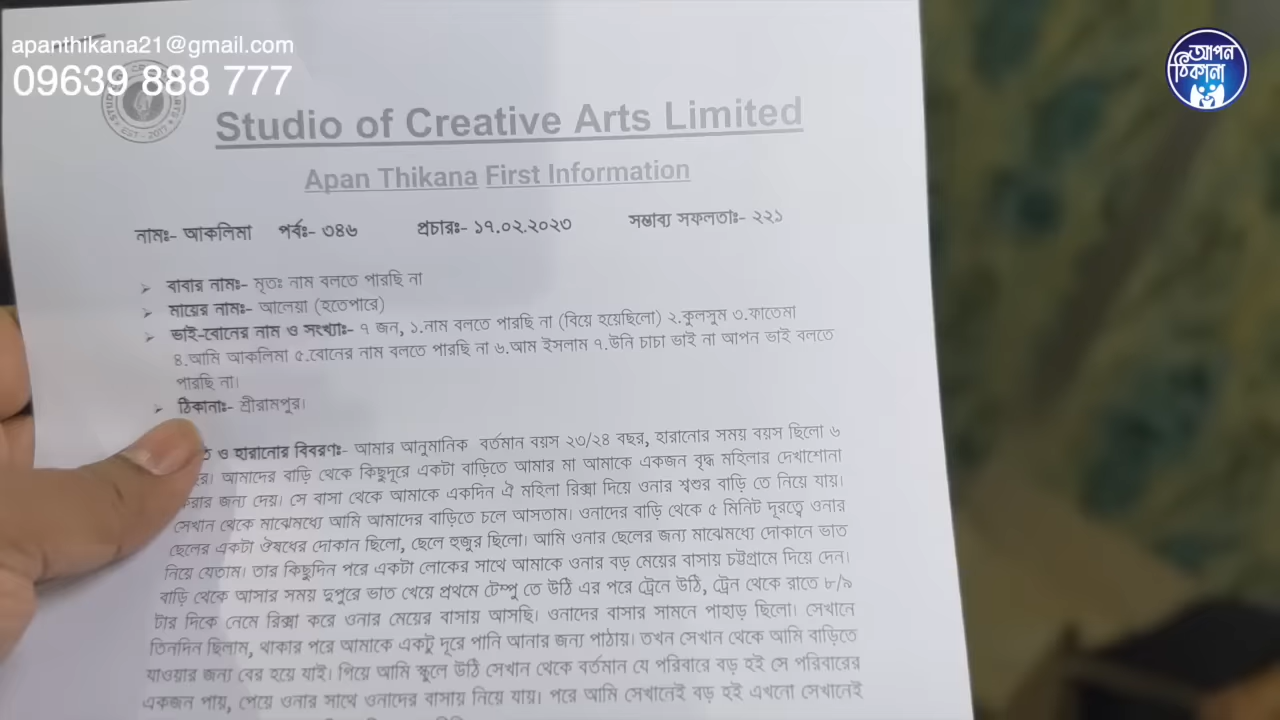 apanthikana21@gmail.com
09639 888 777
আপন
ঠিকানা
EST - 2017
Studio of Creative Arts Limited
Apan Thikana First Information
নামঃ- আকলিমা পর্বঃ- ৩৪৬ প্রচারঃ- ১৭.০২.২০২৩ সম্ভাব্য সফলতাঃ- ২২১
➢ বাবার নামঃ- মৃতঃ নাম বলতে পারছি না
➢ মায়ের নামঃ- আলেয়া (হতেপারে)
➢ ভাই-বোনের নাম ও সংখ্যাঃ- ৭ জন, ১.নাম বলতে পারছি না (বিয়ে হয়েছিলো) ২.কুলসুম ৩.ফাতেমা
৪.আমি আকলিমা ৫.বোনের নাম বলতে পারছি না ৬.আম ইসলাম ৭.উনি চাচা ভাই না আপন ভাই বলতে
পারছি না।
➢ ঠিকানাঃ- শ্রীরামপুর।
ও হারানোর বিবরণঃ- আমার আনুমানিক বর্তমান বয়স ২৩/২৪ বছর, হারানোর সময় বয়স ছিলো ৬
আমাদের বাড়ি থেকে কিছুদূরে একটা বাড়িতে আমার মা আমাকে একজন বৃদ্ধ মহিলার দেখাশোনা
করার জন্য দেয়। সে বাসা থেকে আমাকে একদিন ঐ মহিলা রিক্সা দিয়ে ওনার শ্বশুর বাড়ি তে নিয়ে যায়।
সেখান থেকে মাঝেমধ্যে আমি আমাদের বাড়িতে চলে আসতাম। ওনাদের বাড়ি থেকে ৫ মিনিট দূরত্বে ওনার
ছেলের একটা ঔষধের দোকান ছিলো, ছেলে হুজুর ছিলো। আমি ওনার ছেলের জন্য মাঝেমধ্যে দোকানে ভাত
নিয়ে যেতাম। তার কিছুদিন পরে একটা লোকের সাথে আমাকে ওনার বড় মেয়ের বাসায় চট্টগ্রামে দিয়ে দেন।
বাড়ি থেকে আসার সময় দুপুরে ভাত খেয়ে প্রথমে টেম্পু তে উঠি এর পরে ট্রেনে উঠি, ট্রেন থেকে রাতে ৮/৯
টার দিকে নেমে রিক্সা করে ওনার মেয়ের বাসায় আসছি। ওনাদের বাসার সামনে পাহাড় ছিলো। সেখানে
তিনদিন ছিলাম, থাকার পরে আমাকে একটু দূরে পানি আনার জন্য পাঠায়। তখন সেখান থেকে আমি বাড়িতে
যাওয়ার জন্য বের হয়ে যাই। গিয়ে আমি স্কুলে উঠি সেখান থেকে বর্তমান যে পরিবারে বড় হই সে পরিবারের
একজন পায়, পেয়ে ওনার সাথে ওনাদের বাসায় নিয়ে যায়। পরে আমি সেখানেই বড় হই এখনো সেখানেই